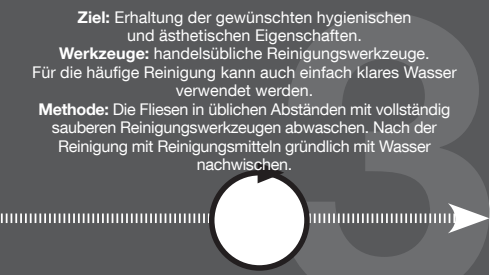 Ziel: Erhaltung der gewünschten hygienischen
und ästhetischen Eigenschaften.
Werkzeuge: handelsübliche Reinigungswerkzeuge.
Für die häufige Reinigung kann auch einfach klares Wasser
verwendet werden.
Methode: Die Fliesen in üblichen Abständen mit vollständig
sauberen Reinigungswerkzeugen abwaschen. Nach der
Reinigung mit Reinigungsmitteln gründlich mit Wasser
nachwischen.
3